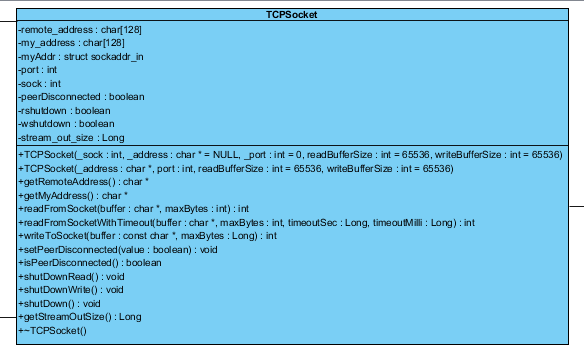 TCPSocket
-remote_address : char[128]
-my_address : char[128]
-myAddr : struct sockaddr_in
-port : int
-sock : int
-peerDisconnected : boolean
-rshutdown : boolean
-wshutdown : boolean
-stream_out_size : Long
+TCPSocket(_sock : int, _address : char * = NULL, _port : int = 0, readBufferSize : int = 65536, writeBufferSize : int = 65536)
+TCPSocket(_address : char *, port : int, readBufferSize : int = 65536, writeBufferSize : int = 65536)
+getRemoteAddress() : char *
+getMyAddress() : char *
+readFromSocket(buffer : char *, maxBytes : int) : int
+readFromSocketWithTimeout(buffer : char *, maxBytes : int, timeoutSec : Long, timeoutMilli : Long) : int
+writeToSocket(buffer : const char *, maxBytes : Long) : int
+setPeerDisconnected(value : boolean) : void
+isPeerDisconnected() : boolean
+shutDownRead() : void
+shutDownWrite() : void
+shutDown() : void
+getStreamOutSize() : Long
+~TCPSocket()